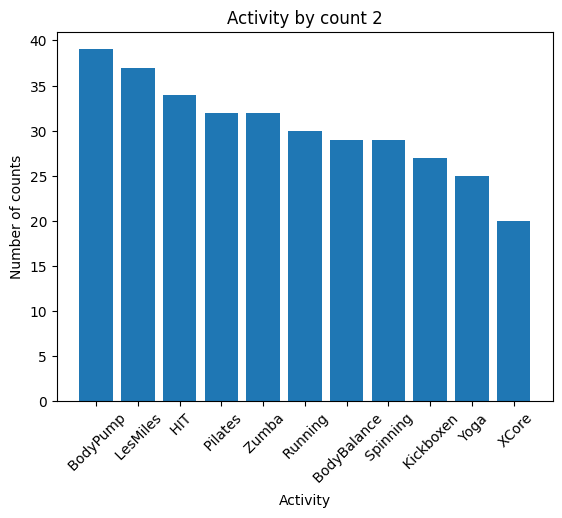 Activity by count 2
Number of counts
40
35
30
25
20
15
10
5
0
BodyPump
LesMiles
HIT
Pilates
Zumba
Running
BodyBalance
Spinning
Kickboxen
Yoga
XCore
Activity